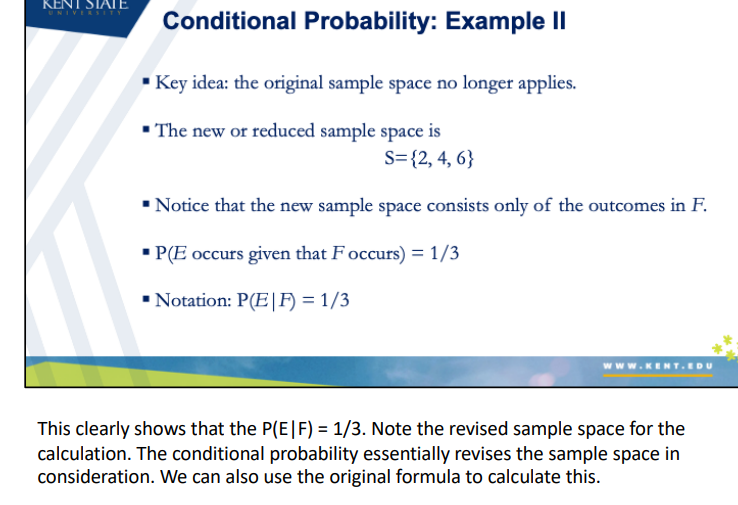 KENT STATE
UNIVERSITY
Conditional Probability: Example II
▪ Key idea: the original sample space no longer applies.
▪ The new or reduced sample space is
S={2, 4, 6}
▪ Notice that the new sample space consists only of the outcomes in F.
▪ P(E occurs given that F occurs) = 1/3
▪ Notation: P(E|F) = 1/3
WWW.KENT.EDU
This clearly shows that the P(E|F) = 1/3. Note the revised sample space for the
calculation. The conditional probability essentially revises the sample space in
consideration. We can also use the original formula to calculate this.